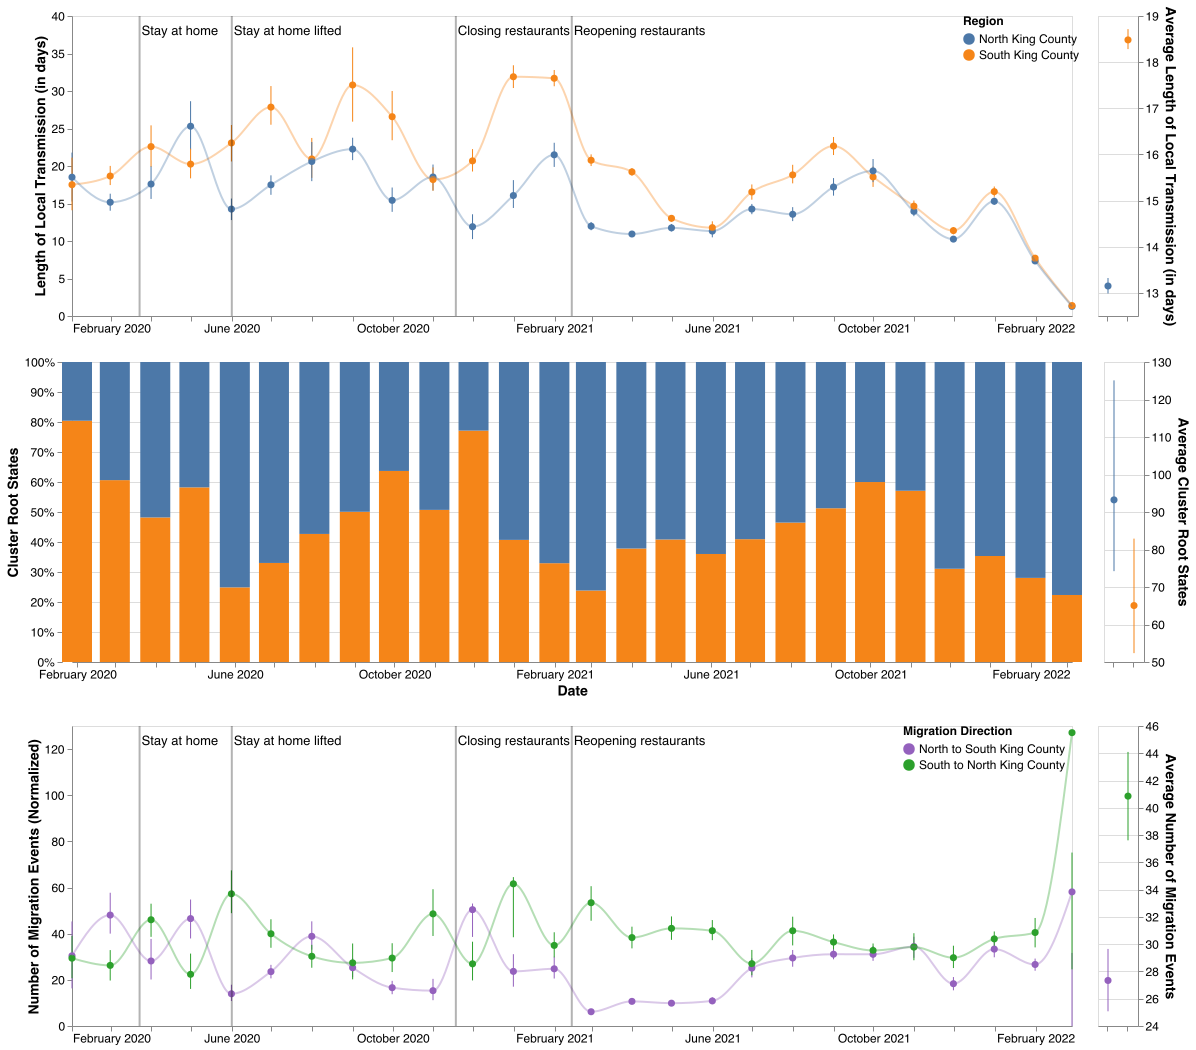 Length of Local Transmission (in days)
40
35
30
25
20
15
10
5
0
Stay at home
Stay at home lifted
Closing restaurants
Reopening restaurants
Region
North King County
South King County
February 2020
June 2020
October 2020
February 2021
June 2021
October 2021
February 2022
19
18
17
16
15
14
13
Average Length of Local Transmission (in days)
Cluster Root States
100%
90%
80%
70%
60%
50%
40%
30%
20%
10%
0%
February 2020
June 2020
October 2020
February 2021
June 2021
October 2021
February 2022
Date
130
120
110
100
90
80
70
60
50
Average Cluster Root States
Number of Migration Events (Normalized)
120
100
80
60
40
20
0
Stay at home
Stay at home lifted
Closing restaurants
Reopening restaurants
Migration Direction
North to South King County
South to North King County
February 2020
June 2020
October 2020
February 2021
June 2021
October 2021
February 2022
46
44
42
40
38
36
34
32
30
28
26
24
Average Number of Migration Events